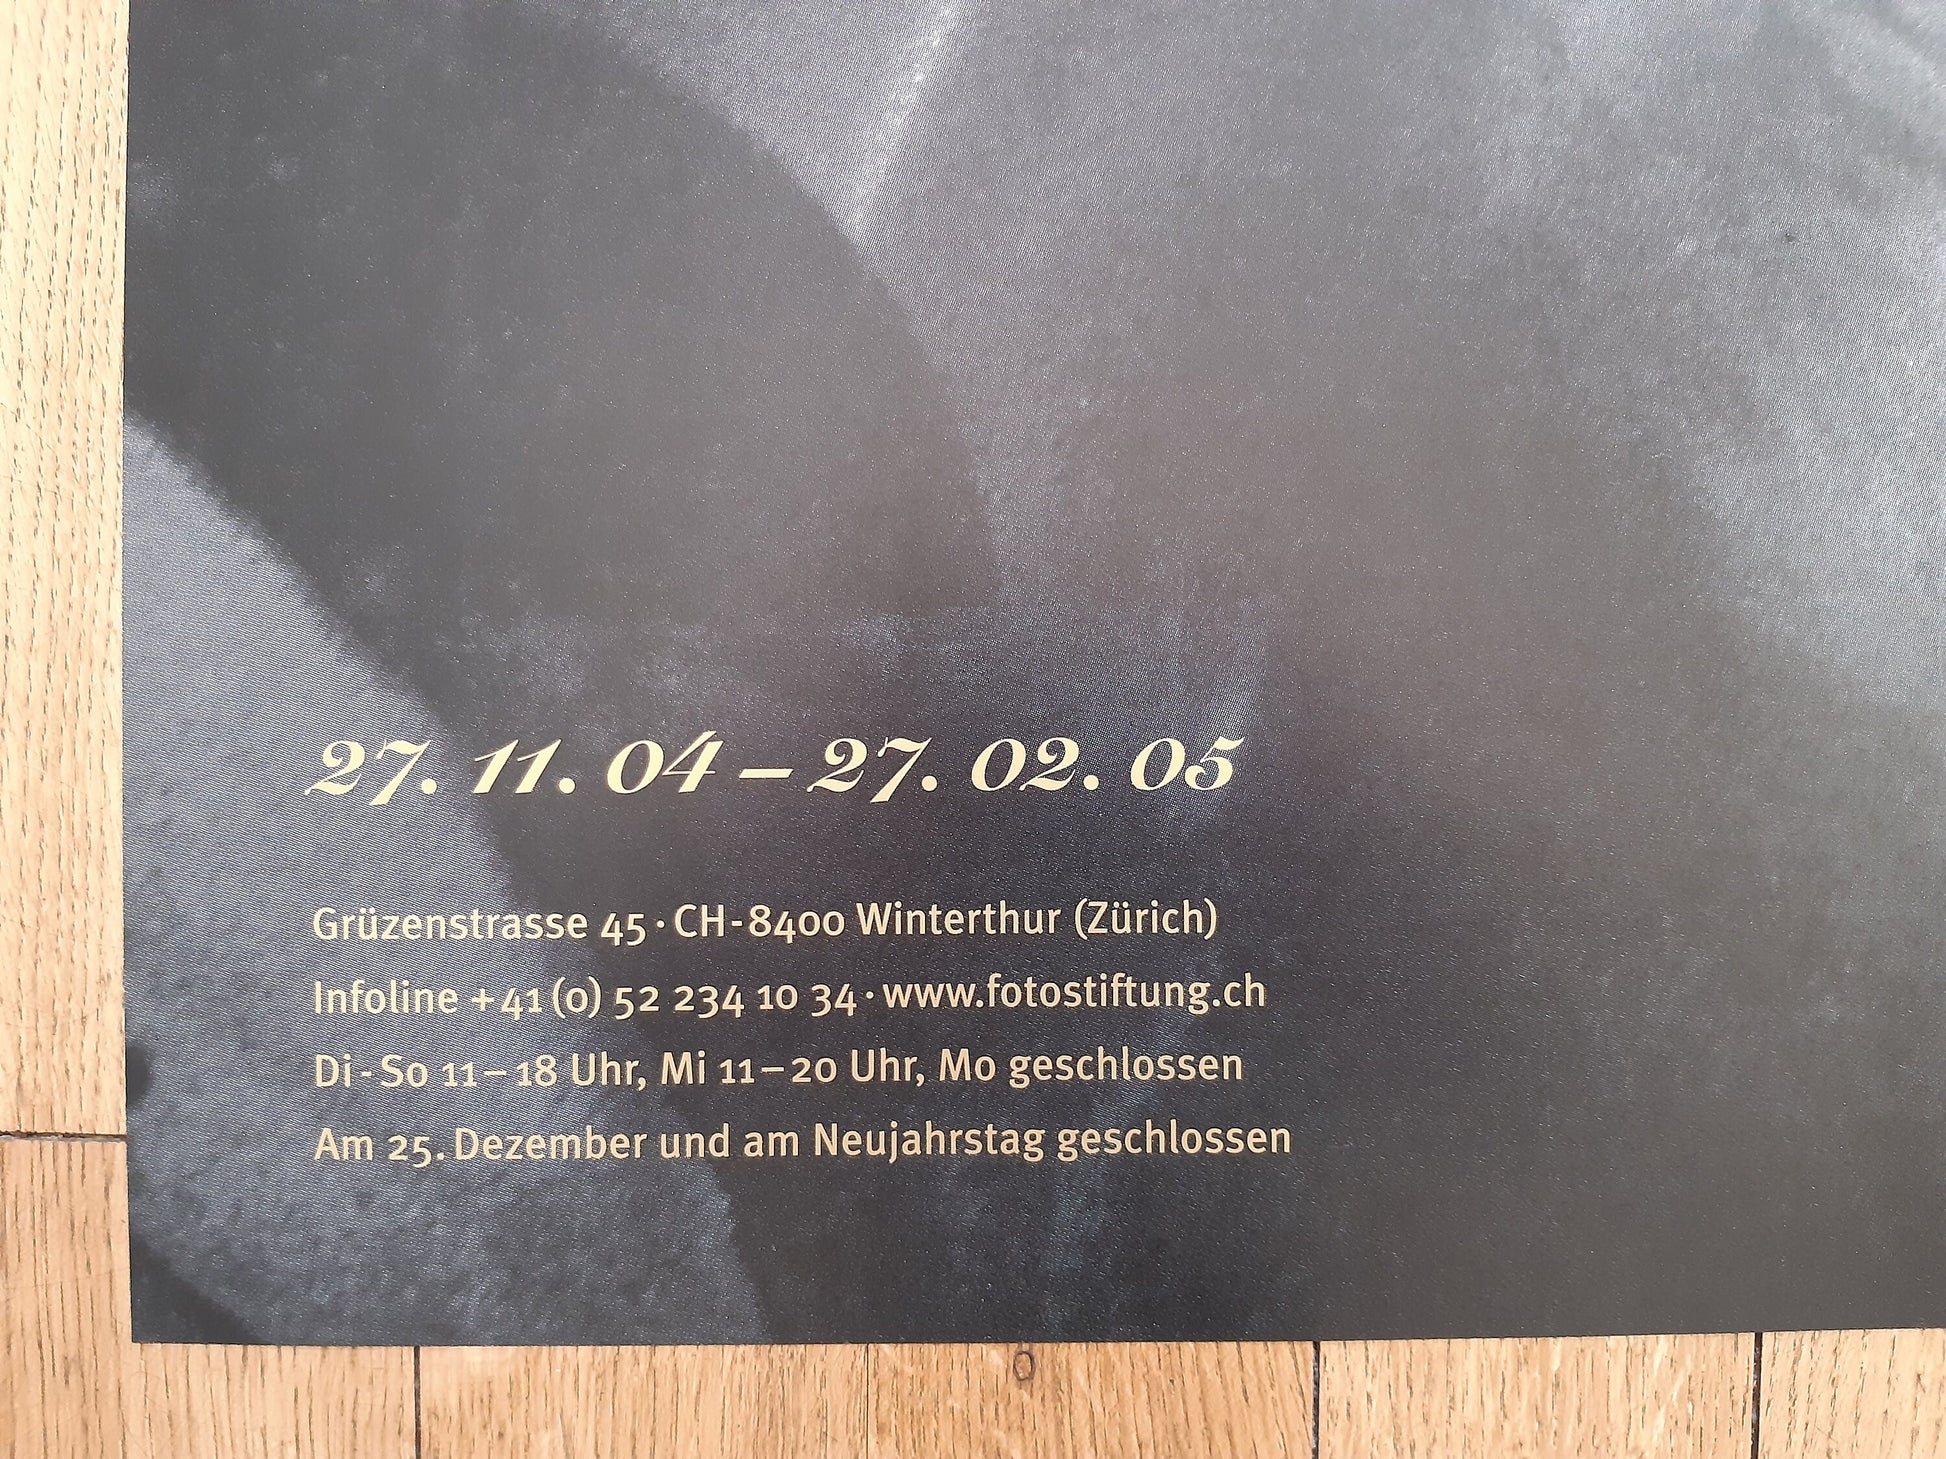 27. 11. 04 – 27. 02. 05
Grüzenstrasse 45 · CH-8400 Winterthur (Zürich)
Infoline +41 (0) 52 234 10 34 · www.fotostiftung.ch
Di - So 11 – 18 Uhr, Mi 11 – 20 Uhr, Mo geschlossen
Am 25. Dezember und am Neujahrstag geschlossen